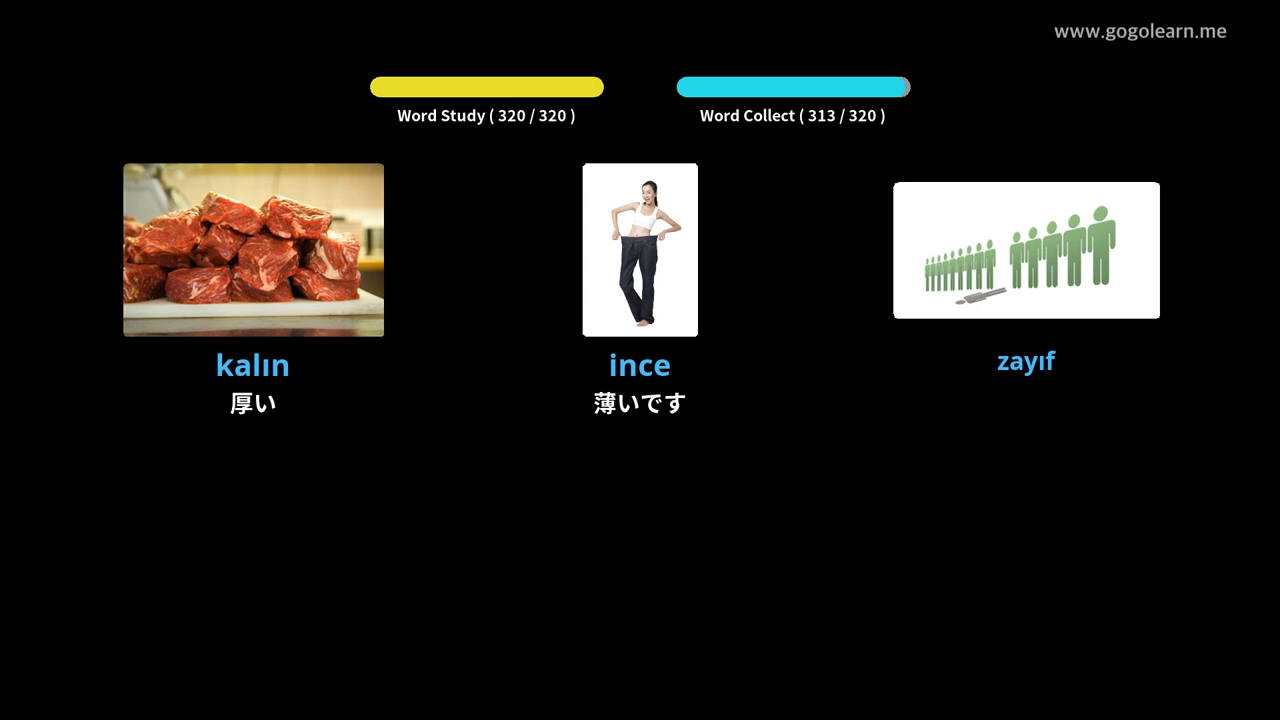 www.gogolearn.me
Word Study ( 320 / 320 )
Word Collect ( 313 / 320 )
kalın
厚い
ince
薄いです
zayıf